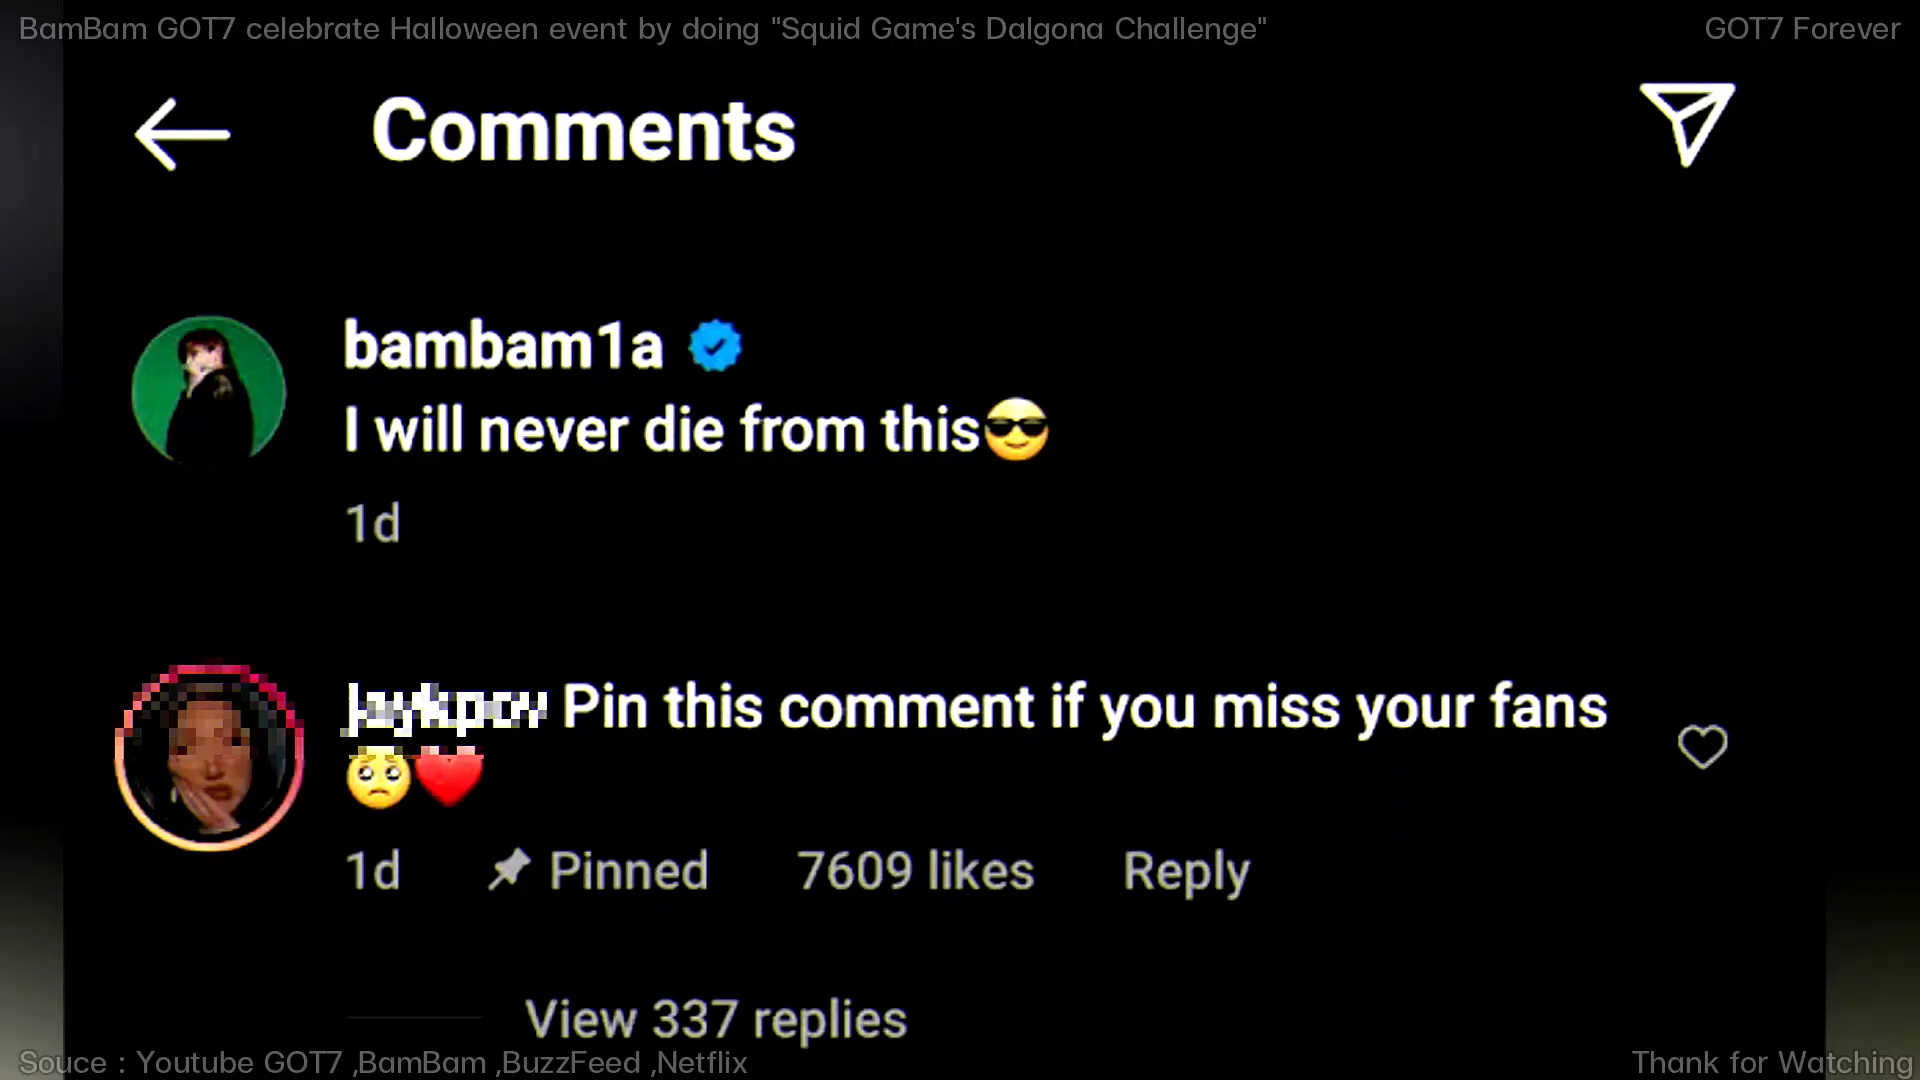 BamBam GOT7 celebrate Halloween event by doing "Squid Game's Dalgona Challenge"
GOT7 Forever
Comments
bambam1a
I will never die from this😎
1d
Pin this comment if you miss your fans
🥺❤️
1d Pinned 7609 likes Reply
View 337 replies
Souce : Youtube GOT7 ,BamBam ,BuzzFeed ,Netflix
Thank for Watching